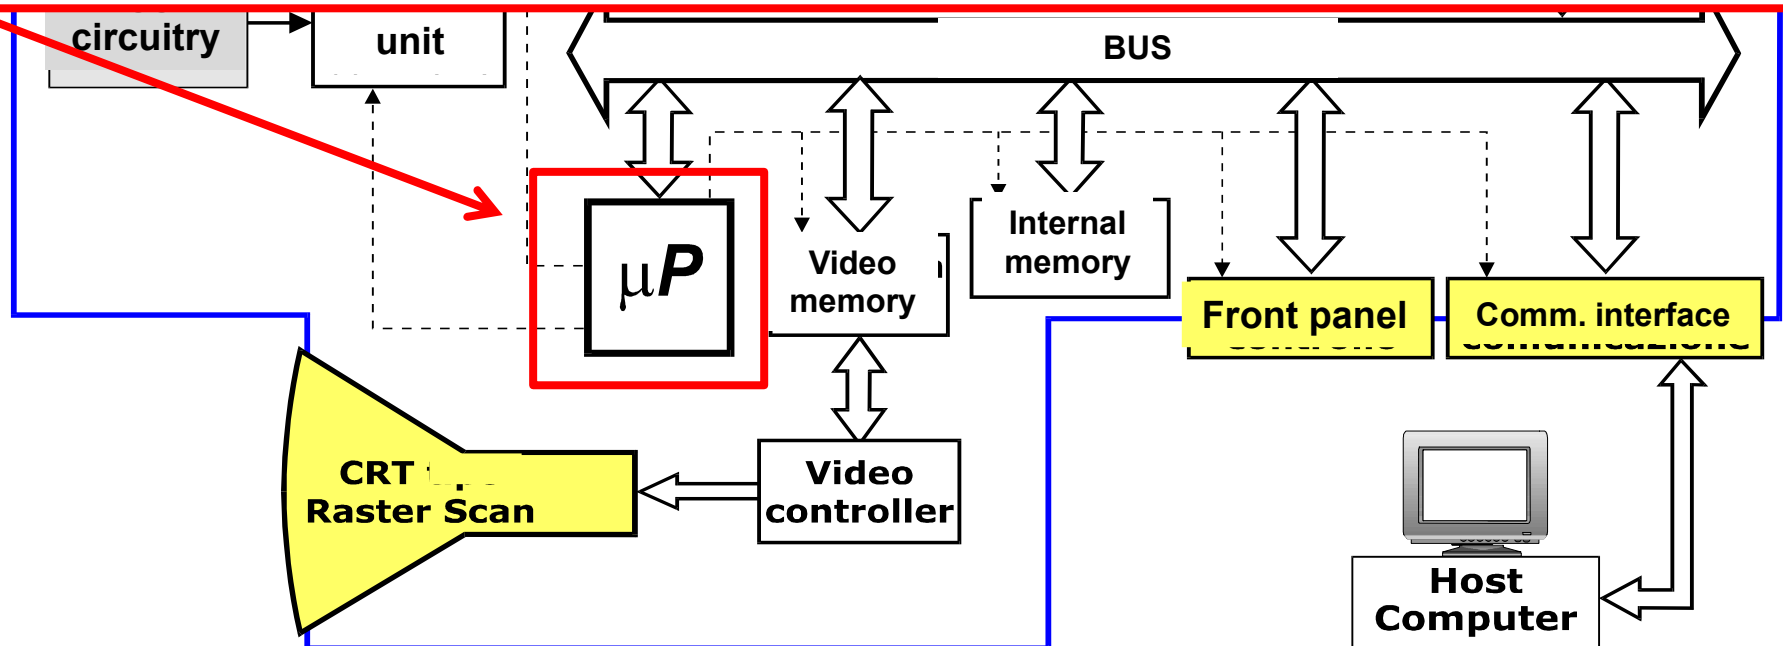 circuitry
unit
BUS
μP
Video
memory
Internal
memory
Front panel
Comm. interface
CRT
Raster Scan
Video
controller
Host
Computer